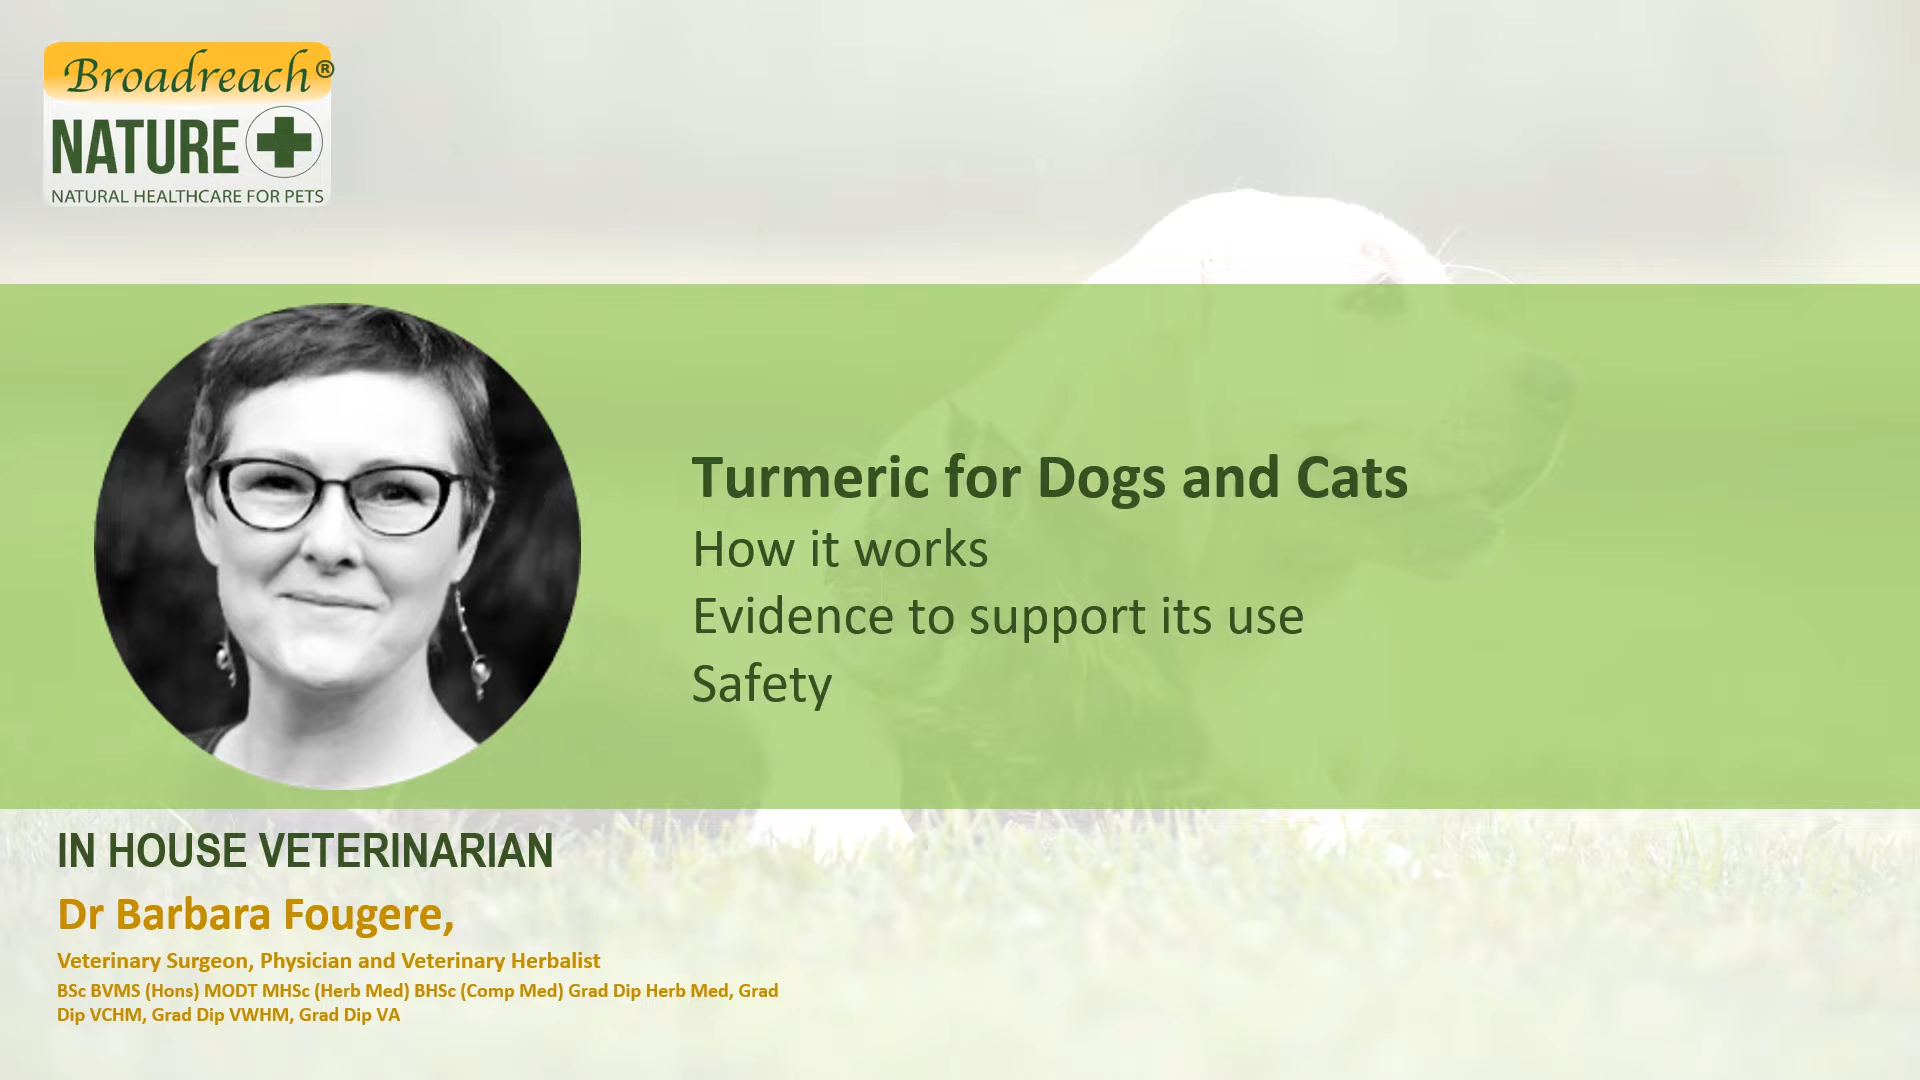 Broadreach®
NATURE
NATURAL HEALTHCARE FOR PETS
Turmeric for Dogs and Cats
How it works
Evidence to support its use
Safety
IN HOUSE VETERINARIAN
Dr Barbara Fougere,
Veterinary Surgeon, Physician and Veterinary Herbalist
BSc BVMS (Hons) MODT MHSc (Herb Med) BHSc (Comp Med) Grad Dip Herb Med, Grad
Dip VCHM, Grad Dip VWHM, Grad Dip VA